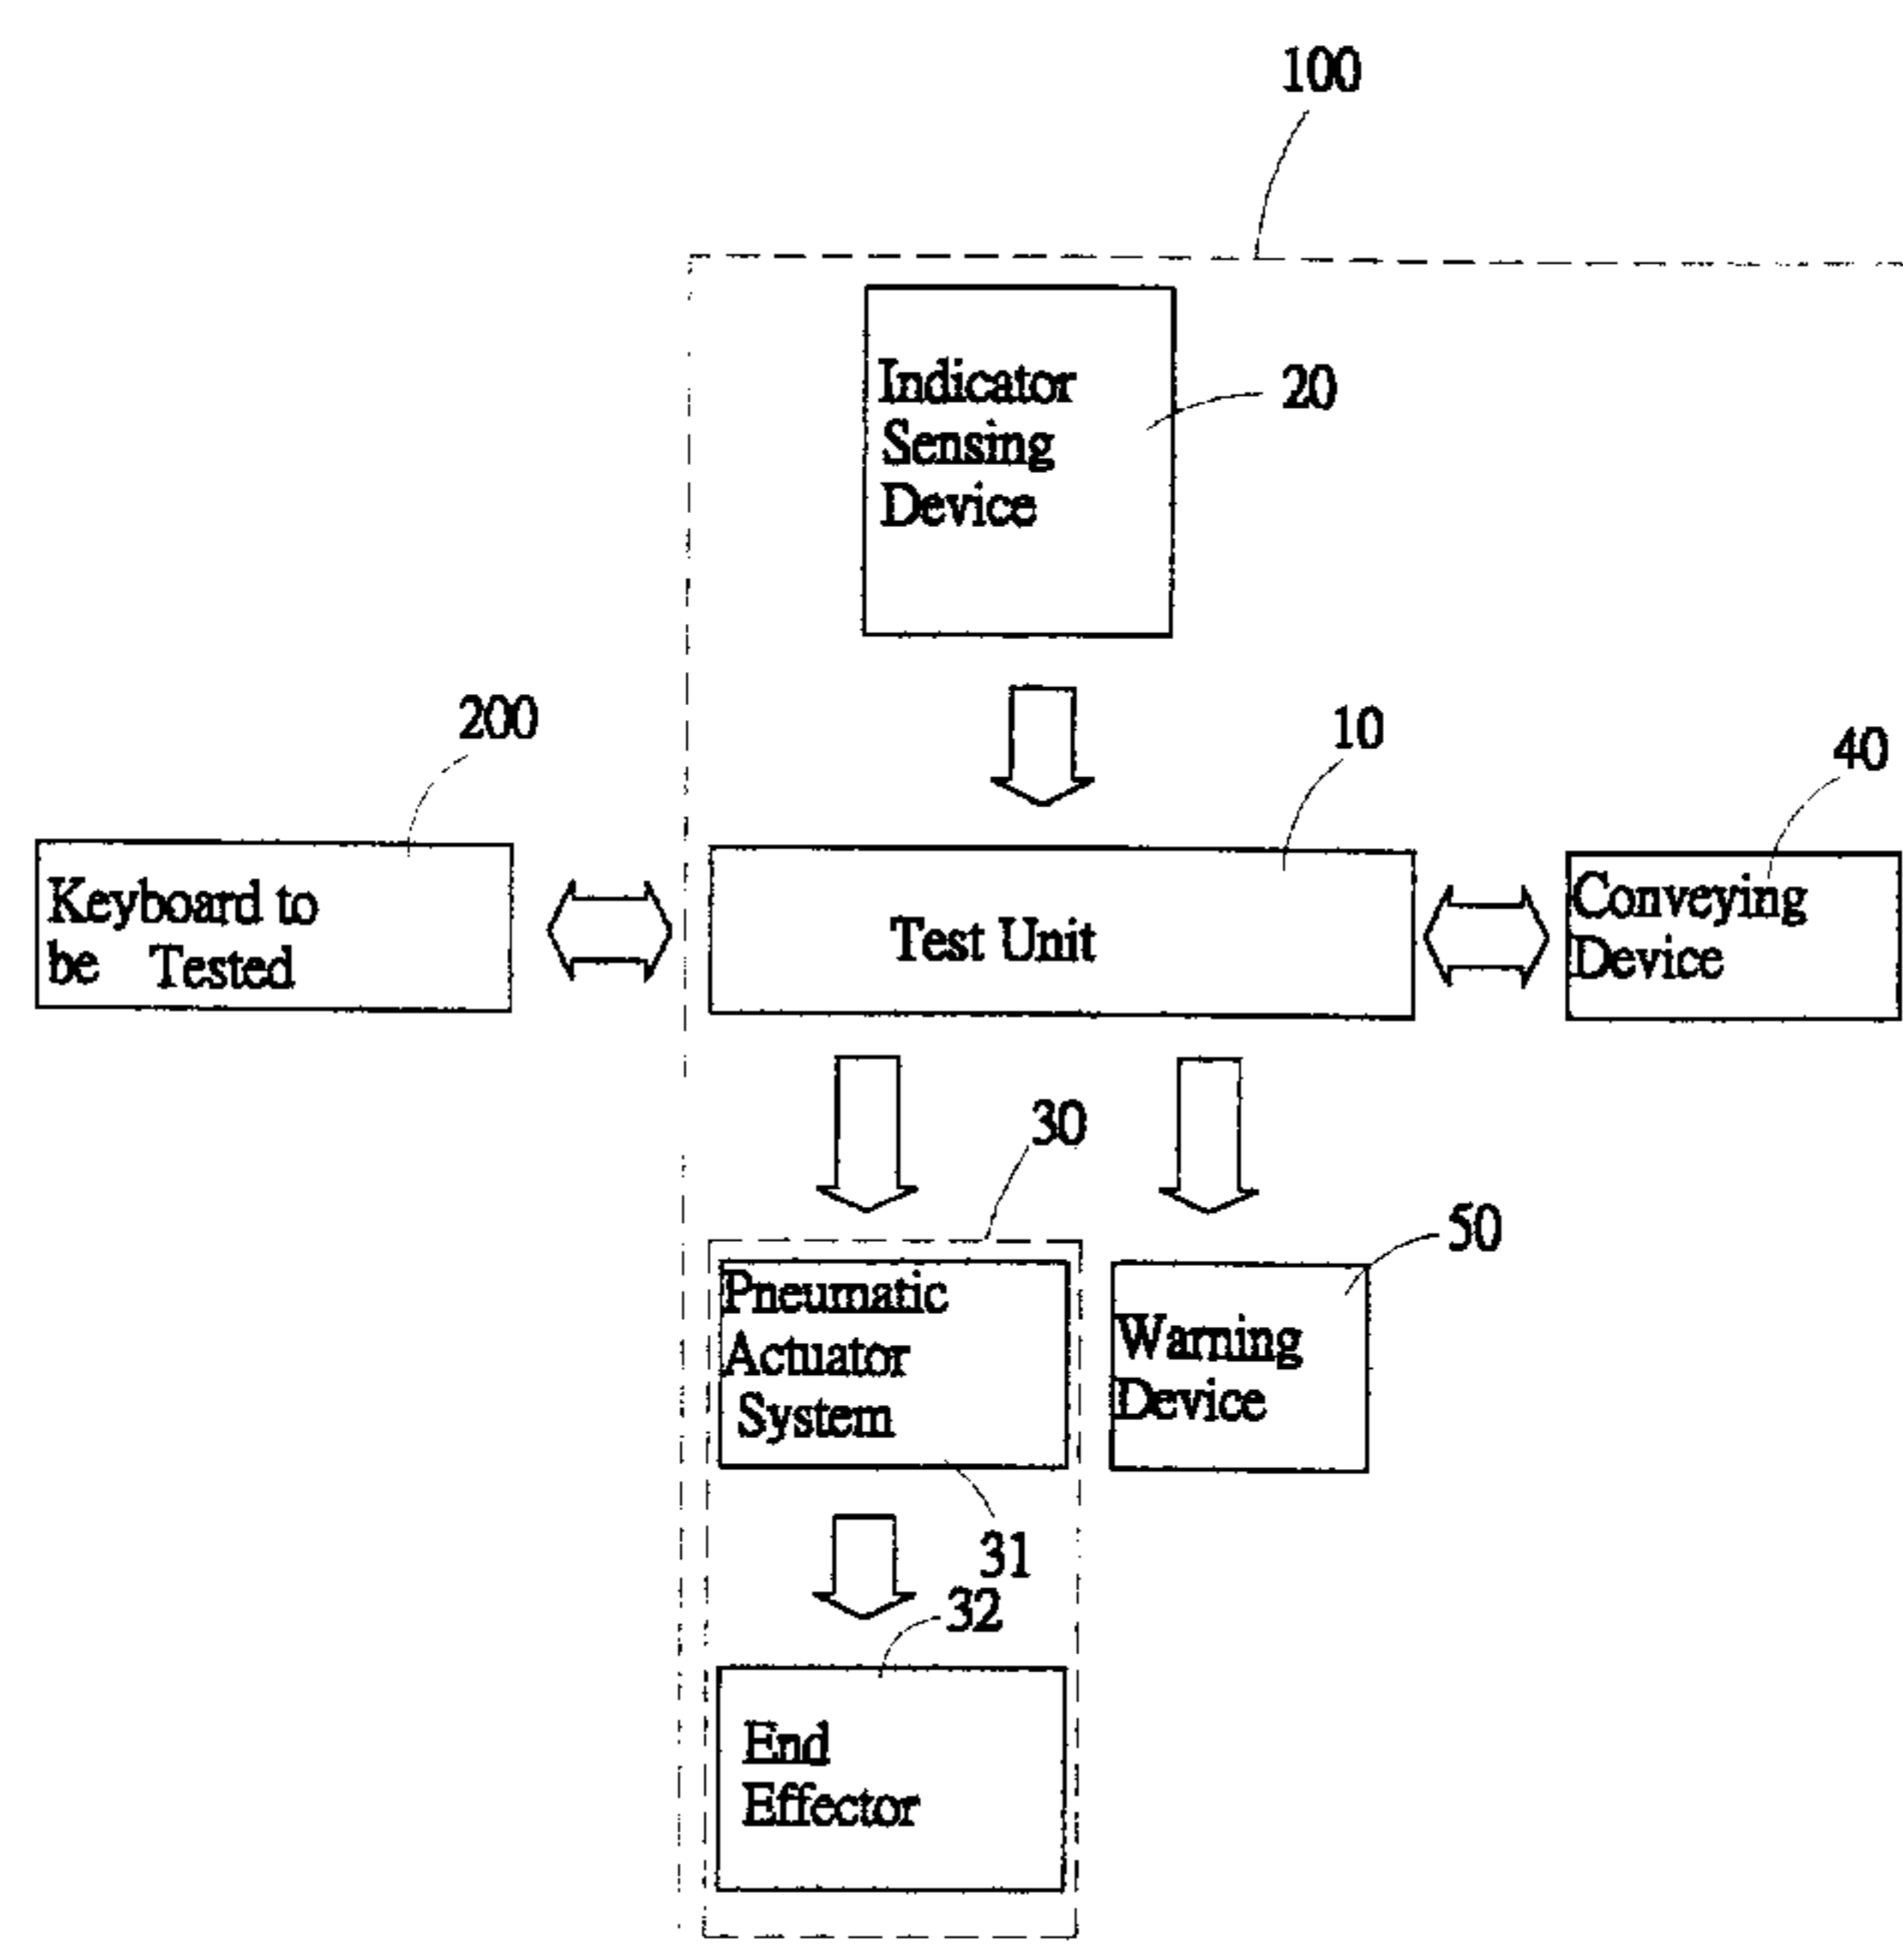 100
Indicator
Sensing
Device
20
200
10
40
Keyboard to
be Tested
Test Unit
Conveying
Device
30
50
Pneumatic
Actuator
System
Warning
Device
31
32
End
Effector